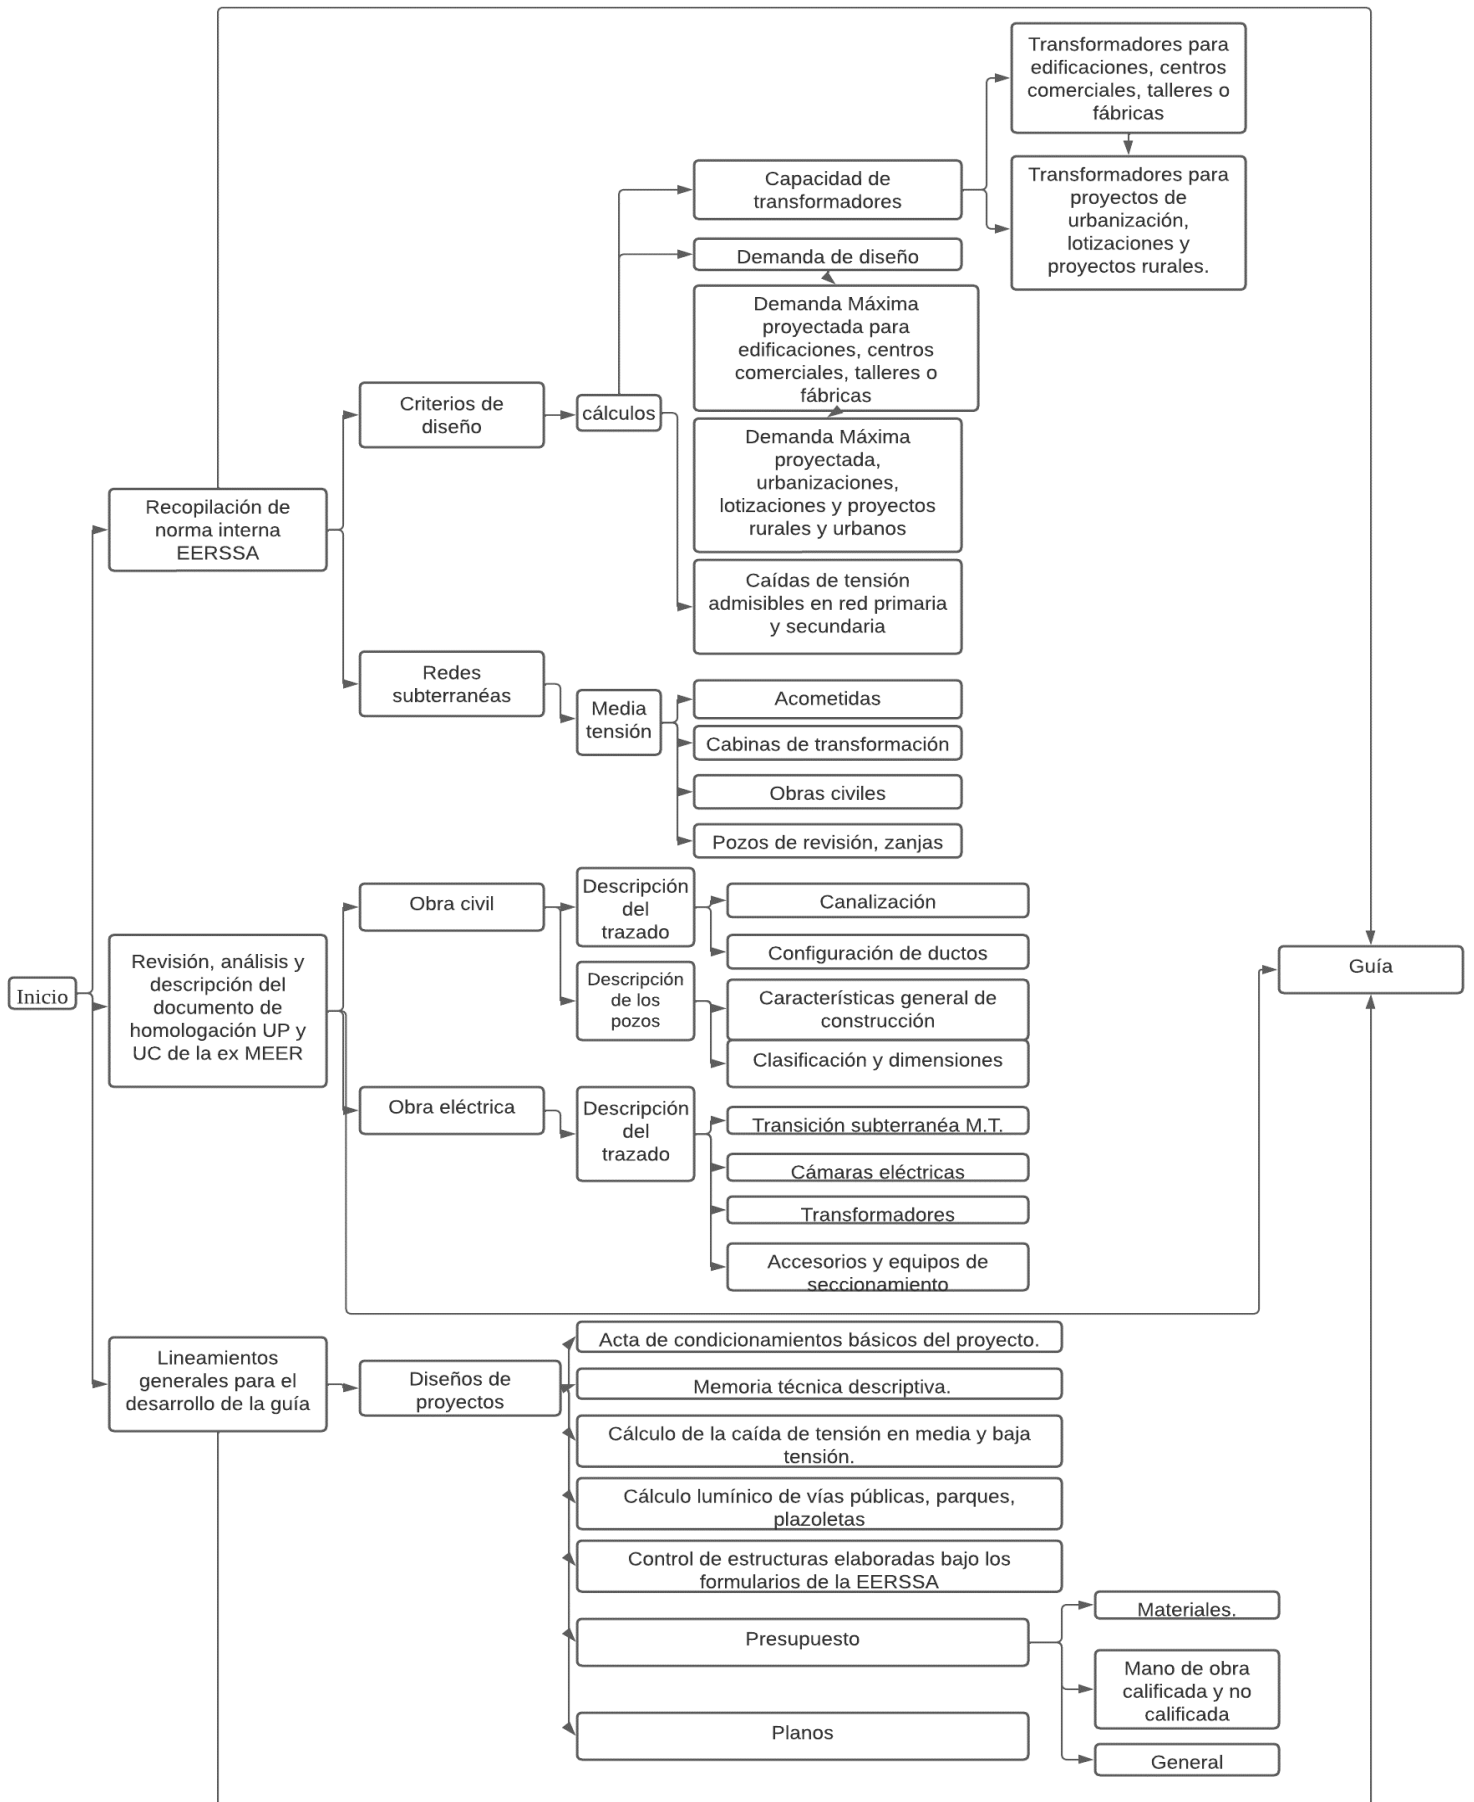 Inicio
Recopilación de
norma interna
EERSSA
Criterios de
diseño
cálculos
Capacidad de
transformadores
Transformadores para
edificaciones, centros
comerciales, talleres o
fábricas
Transformadores para
proyectos de
urbanización,
lotizaciones y
proyectos rurales.
Demanda de diseño
Demanda Máxima
proyectada para
edificaciones, centros
comerciales, talleres o
fábricas
Demanda Máxima
proyectada,
urbanizaciones,
lotizaciones y proyectos
rurales y urbanos
Caídas de tensión
admisibles en red primaria
y secundaria
Redes
subterranéas
Media
tensión
Acometidas
Cabinas de transformación
Obras civiles
Pozos de revisión, zanjas
Revisión, análisis y
descripción del
documento de
homologación UP y
UC de la ex MEER
Obra civil
Descripción
del
trazado
Canalización
Configuración de ductos
Descripción
de los
pozos
Características general de
construcción
Clasificación y dimensiones
Obra eléctrica
Descripción
del
trazado
Transición subterranéa M.T.
Cámaras eléctricas
Transformadores
Accesorios y equipos de
seccionamiento
Guía
Lineamientos
generales para el
desarrollo de la guía
Diseños de
proyectos
Acta de condicionamientos básicos del proyecto.
Memoria técnica descriptiva.
Cálculo de la caída de tensión en media y baja
tensión.
Cálculo lumínico de vías públicas, parques,
plazoletas
Control de estructuras elaboradas bajo los
formularios de la EERSSA
Presupuesto
Materiales.
Mano de obra
calificada y no
calificada
General
Planos